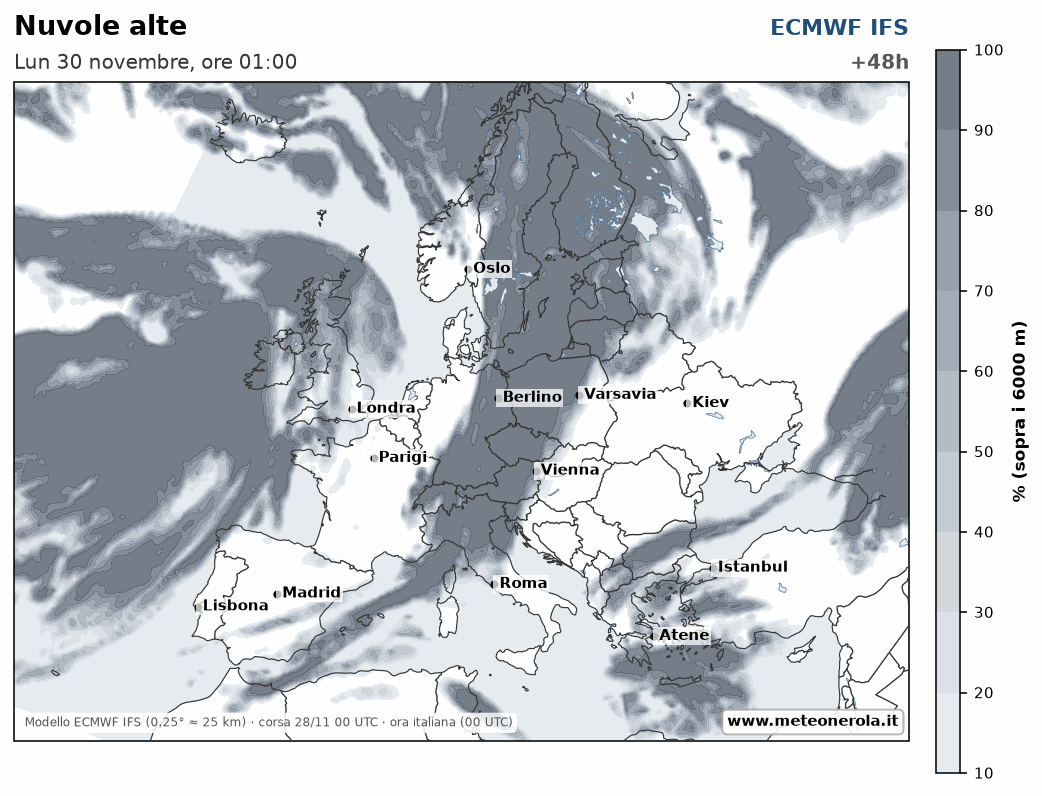 Nuvole alte
ECMWF IFS
Lun 30 novembre, ore 01:00
+48h
100
90
80
70
60
50
40
30
20
10
% (sopra i 6000 m)
Oslo
Berlino
Varsavia
Kiev
Londra
Parigi
Vienna
Istanbul
Roma
Madrid
Lisbona
Atene
Modello ECMWF IFS (0,25° ≈ 25 km) · corsa 28/11 00 UTC · ora italiana (00 UTC)
www.meteonerola.it